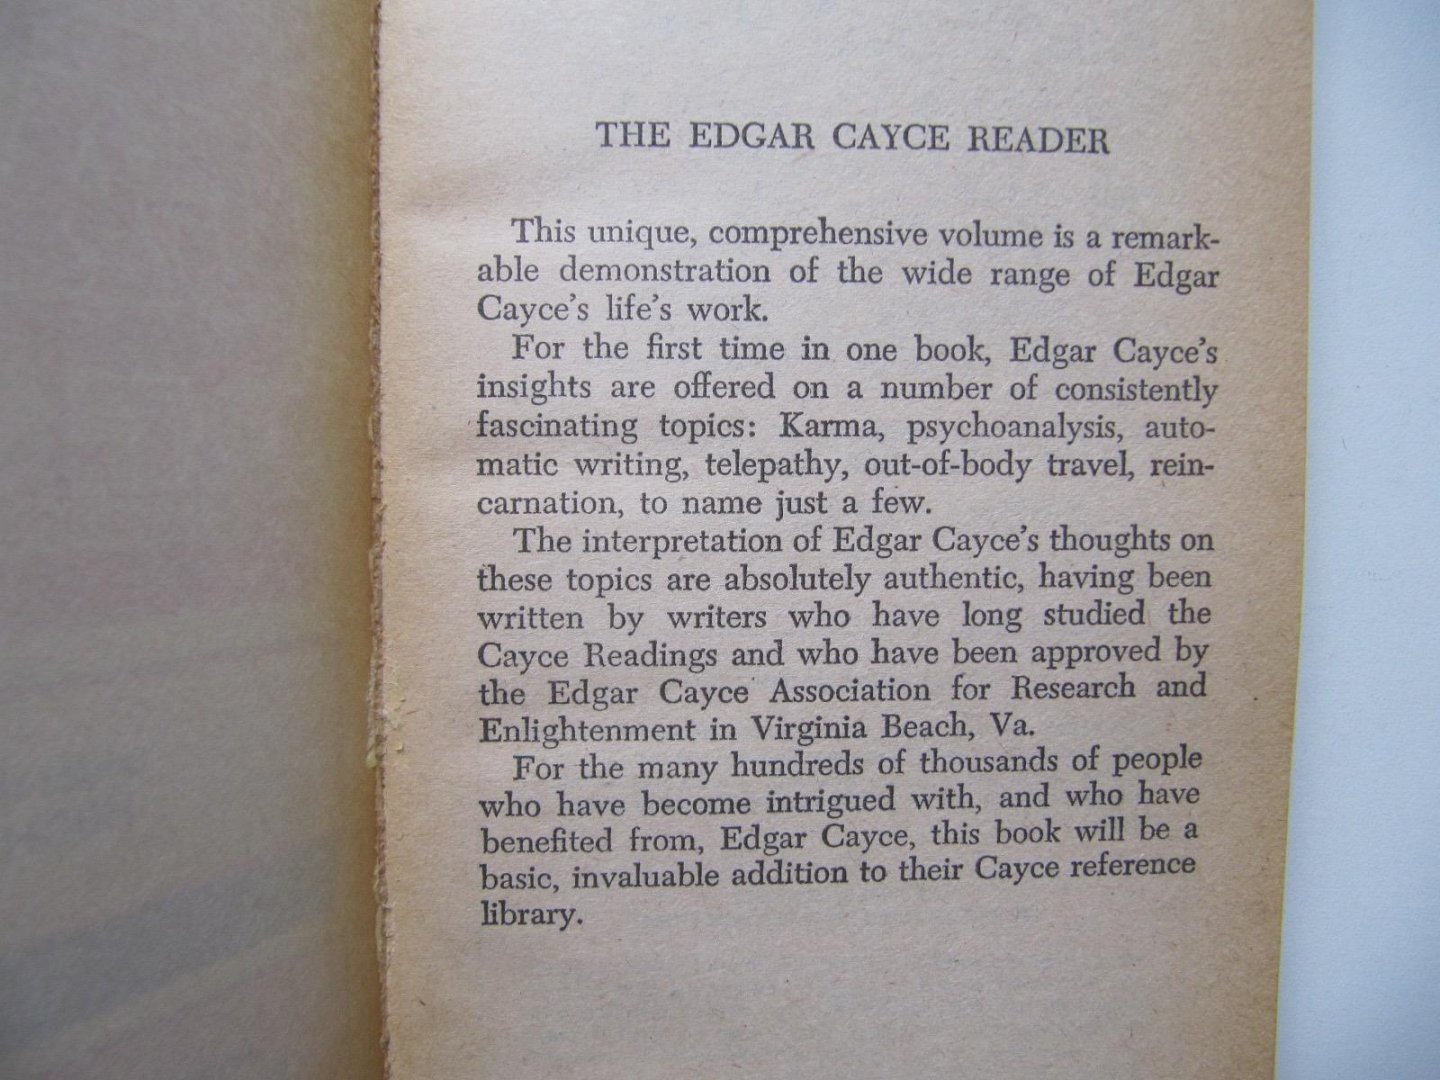 THE EDGAR CAYCE READER
This unique, comprehensive volume is a remark-
able demonstration of the wide range of Edgar
Cayce's life's work.
For the first time in one book, Edgar Cayce's
insights are offered on a number of consistently
fascinating topics: Karma, psychoanalysis, auto-
matic writing, telepathy, out-of-body travel, rein-
carnation, to name just a few.
The interpretation of Edgar Cayce's thoughts on
these topics are absolutely authentic, having been
written by writers who have long studied the
Cayce Readings and who have been approved by
the Edgar Cayce Association for Research and
Enlightenment in Virginia Beach, Va.
For the many hundreds of thousands of people
who have become intrigued with, and who have
benefited from, Edgar Cayce, this book will be a
basic, invaluable addition to their Cayce reference
library.